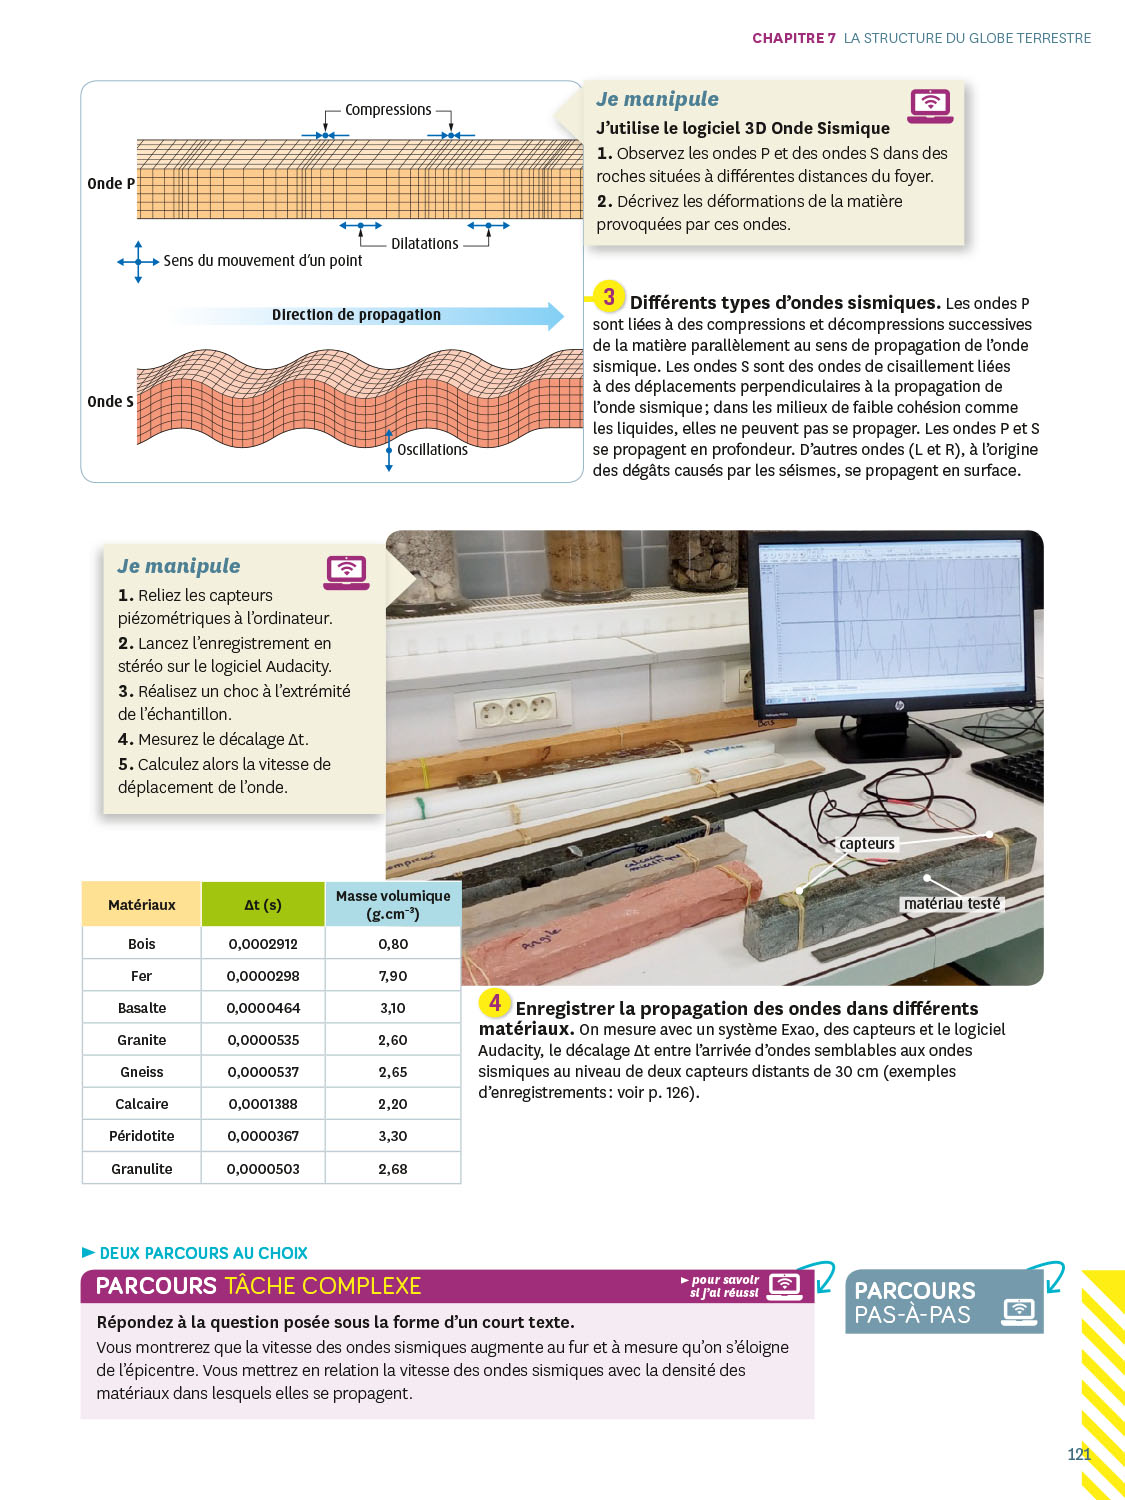 CHAPITRE 7 LA STRUCTURE DU GLOBE TERRESTRE
Compressions
Onde P
Dilatations
Sens du mouvement d'un point
Direction de propagation
Onde S
Oscillations
Je manipule
J'utilise le logiciel 3D Onde Sismique
1. Observez les ondes P et des ondes S dans des
roches situées à différentes distances du foyer.
2. Décrivez les déformations de la matière
provoquées par ces ondes.
3 Différents types d'ondes sismiques. Les ondes P
sont liées à des compressions et décompressions successives
de la matière parallèlement au sens de propagation de l'onde
sismique. Les ondes S sont des ondes de cisaillement liées
à des déplacements perpendiculaires à la propagation de
l'onde sismique ; dans les milieux de faible cohésion comme
les liquides, elles ne peuvent pas se propager. Les ondes P et S
se propagent en profondeur. D'autres ondes (L et R), à l'origine
des dégâts causés par les séismes, se propagent en surface.
Je manipule
1. Reliez les capteurs
piézométriques à l'ordinateur.
2. Lancez l'enregistrement en
stéréo sur le logiciel Audacity.
3. Réalisez un choc à l'extrémité
de l'échantillon.
4. Mesurez le décalage Δt.
5. Calculez alors la vitesse de
déplacement de l'onde.
Bois
hp
capteurs
matériau testé
calcaire
Argile
Matériaux Δt (s) Masse volumique (g.cm⁻³)
Bois 0,0002912 0,80
Fer 0,0000298 7,90
Basalte 0,0000464 3,10
Granite 0,0000535 2,60
Gneiss 0,0000537 2,65
Calcaire 0,0001388 2,20
Péridotite 0,0000367 3,30
Granulite 0,0000503 2,68
4 Enregistrer la propagation des ondes dans différents
matériaux. On mesure avec un système Exao, des capteurs et le logiciel
Audacity, le décalage Δt entre l'arrivée d'ondes semblables aux ondes
sismiques au niveau de deux capteurs distants de 30 cm (exemples
d'enregistrements : voir p. 126).
► DEUX PARCOURS AU CHOIX
PARCOURS TÂCHE COMPLEXE
► pour savoir
si j'ai réussi
Répondez à la question posée sous la forme d'un court texte.
Vous montrerez que la vitesse des ondes sismiques augmente au fur et à mesure qu'on s'éloigne
de l'épicentre. Vous mettrez en relation la vitesse des ondes sismiques avec la densité des
matériaux dans lesquels elles se propagent.
PARCOURS
PAS-À-PAS
121